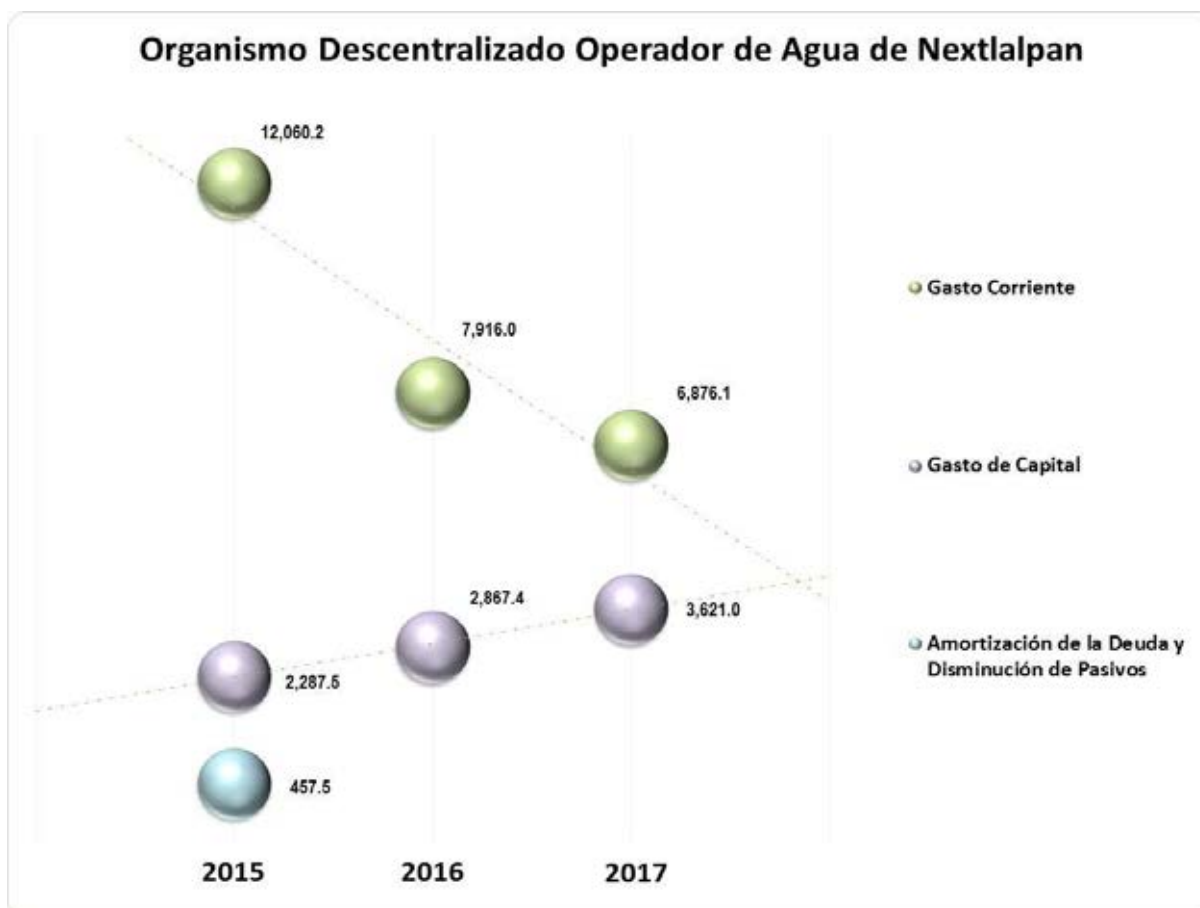 Organismo Descentralizado Operador de Agua de Nextlalpan
12,060.2
7,916.0
6,876.1
2,287.5
2,867.4
3,621.0
457.5
2015
2016
2017
Gasto Corriente
Gasto de Capital
Amortización de la Deuda y
Disminución de Pasivos